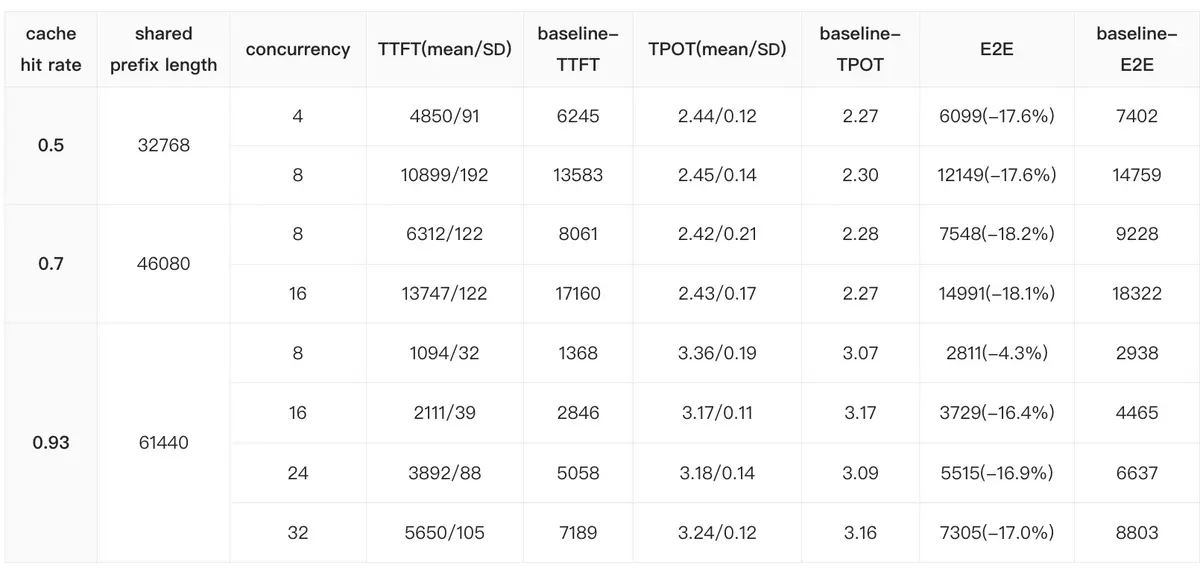 cache hit rate	shared prefix length	concurrency	TTFT(mean/SD)	baseline–TTFT	TPOT(mean/SD)	baseline–TPOT	E2E	baseline–E2E
0.5	32768	4	4850/91	6245	2.44/0.12	2.27	6099(–17.6%)	7402
8	10899/192	13583	2.45/0.14	2.30	12149(–17.6%)	14759
0.7	46080	8	6312/122	8061	2.42/0.21	2.28	7548(–18.2%)	9228
16	13747/122	17160	2.43/0.17	2.27	14991(–18.1%)	18322
0.93	61440	8	1094/32	1368	3.36/0.19	3.07	2811(–4.3%)	2938
16	2111/39	2846	3.17/0.11	3.17	3729(–16.4%)	4465
24	3892/88	5058	3.18/0.14	3.09	5515(–16.9%)	6637
32	5650/105	7189	3.24/0.12	3.16	7305(–17.0%)	8803